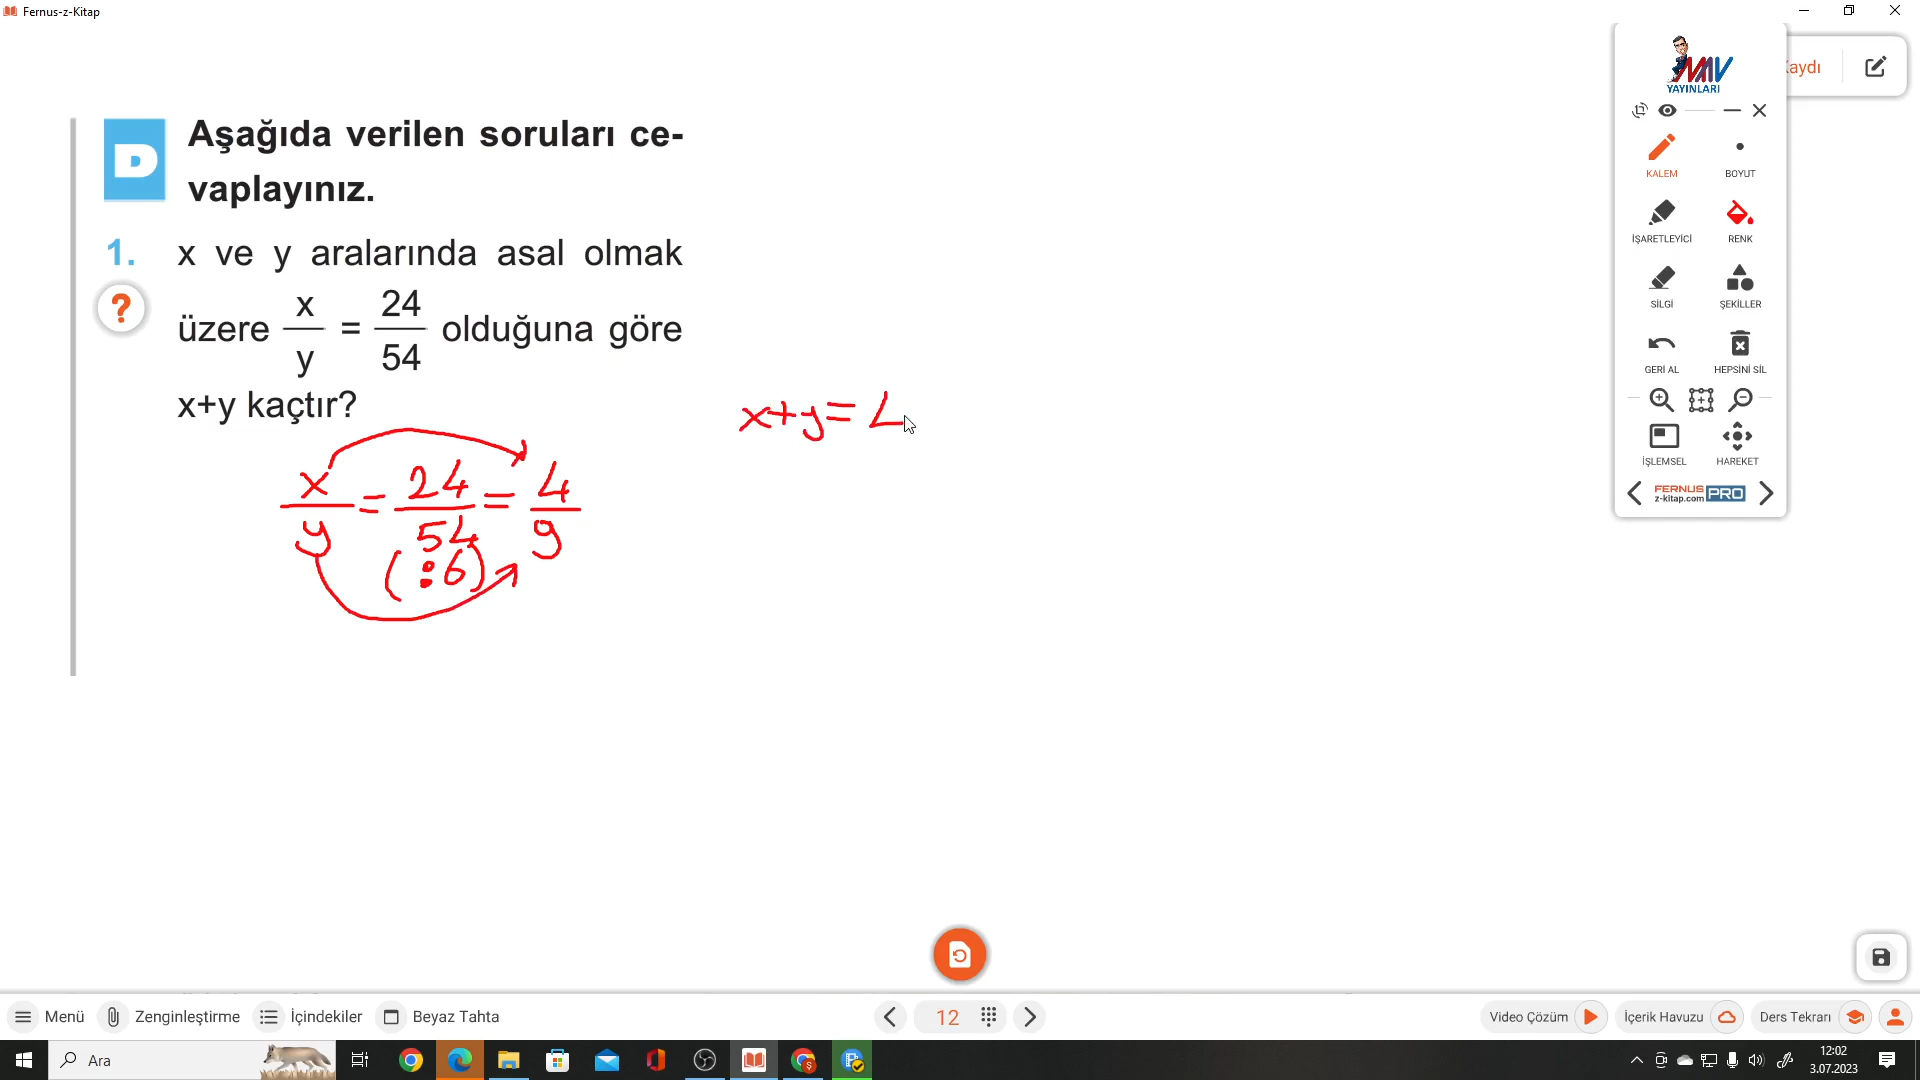 Fernus-z-Kitap
Kaydı
MAV
YAYINLARI
KALEM
BOYUT
İŞARETLEYİCİ
RENK
SİLGİ
ŞEKİLLER
GERİ AL
HEPSİNİ SİL
İŞLEMSEL
HAREKET
FERNUS
z-kitap.com PRO
D
Aşağıda verilen soruları ce-
vaplayınız.
1. x ve y aralarında asal olmak
üzere x/y = 24/54 olduğuna göre
x+y kaçtır?
?
x+y=
x/y = 24/54 = 4/9
(:6)
Menü
Zenginleştirme
İçindekiler
Beyaz Tahta
12
Video Çözüm
İçerik Havuzu
Ders Tekrarı
Ara
12:02
3.07.2023